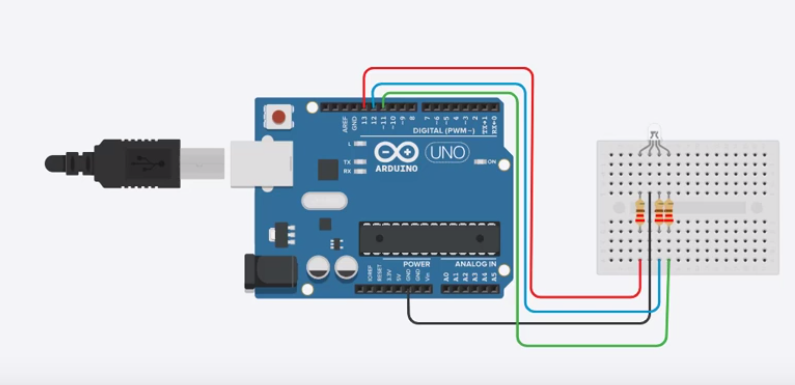 AREF
GND
13
12
~11
~10
~9
8
7
~6
~5
4
~3
2
TX→1
RX←0
DIGITAL (PWM~)
L
TX
RX
UNO
ON
ARDUINO
POWER
ANALOG IN
IOREF
RESET
3.3V
5V
GND
GND
Vin
A0
A1
A2
A3
A4
A5